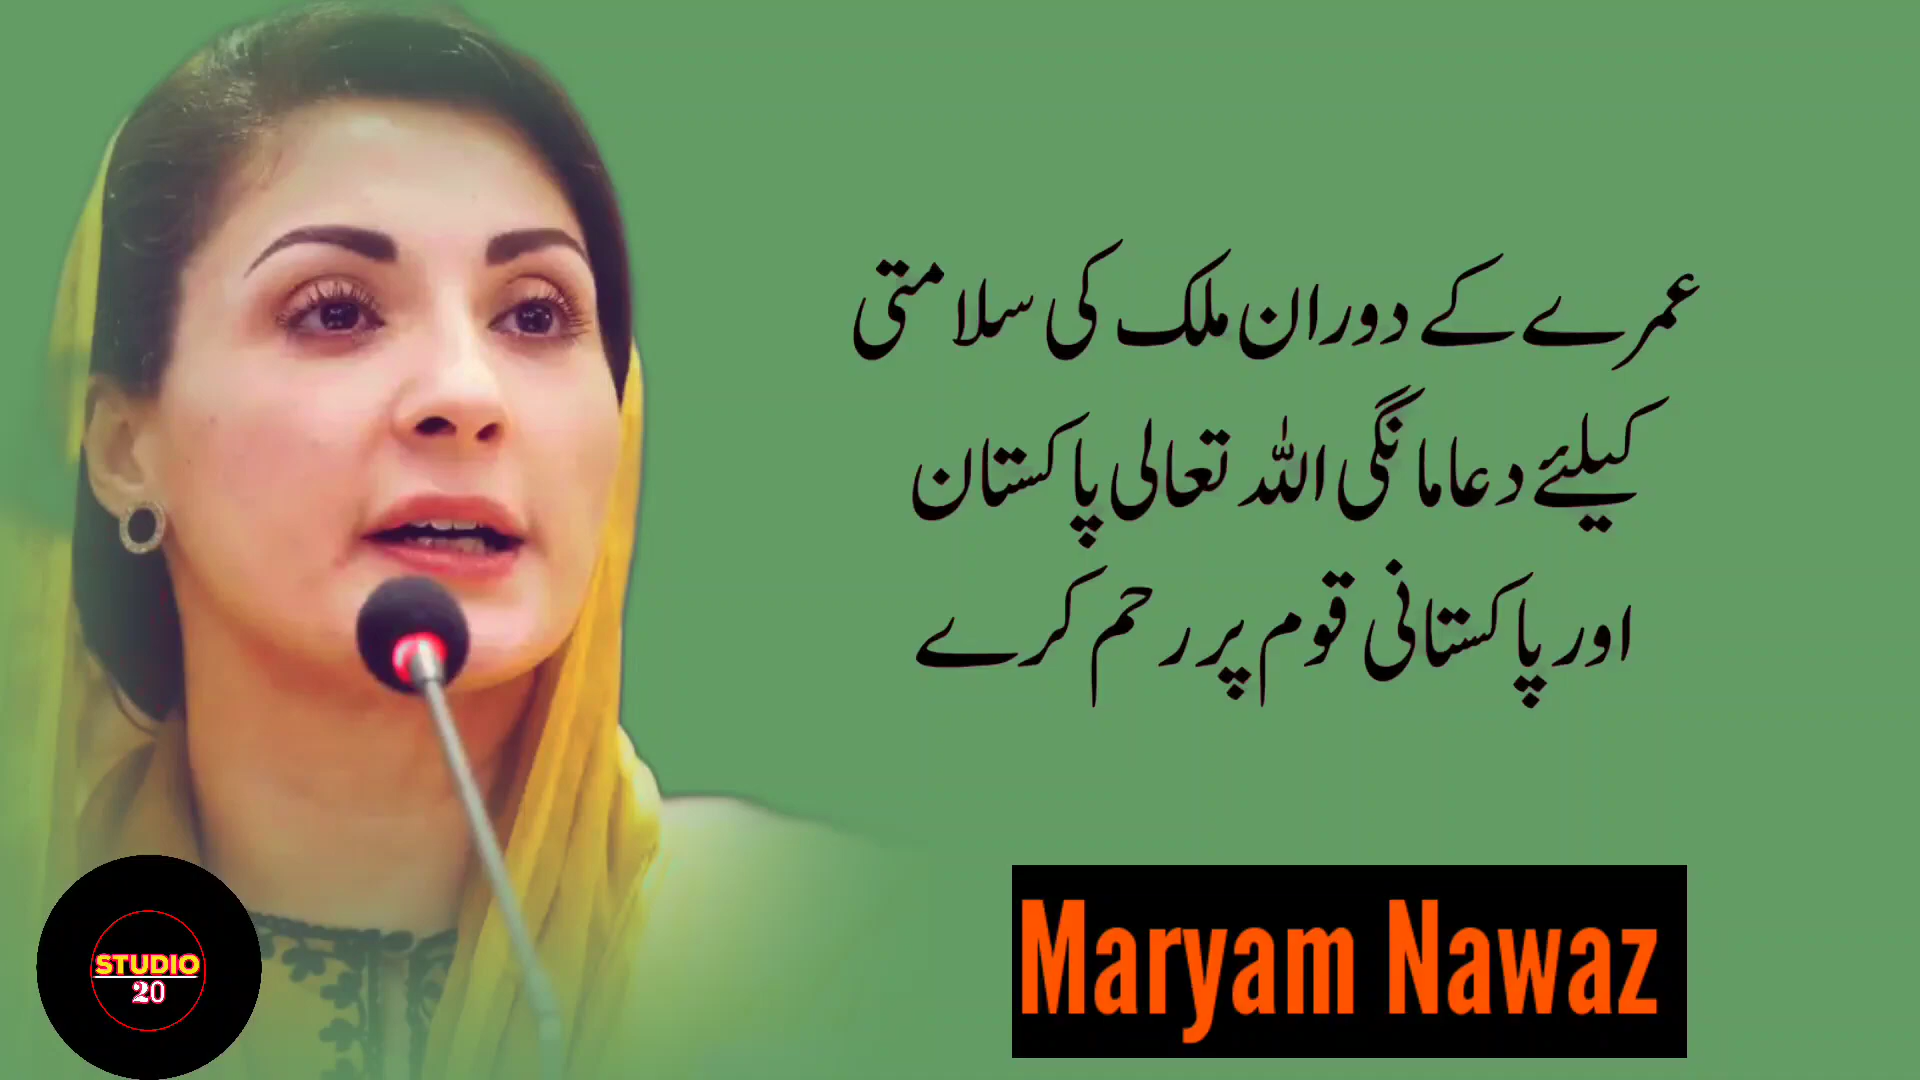 عمرے کے دوران ملک کی سلامتی
کیلئے دعا مانگی اللہ تعالی پاکستان
اور پاکستانی قوم پر رحم کرے
Maryam Nawaz
STUDIO
20